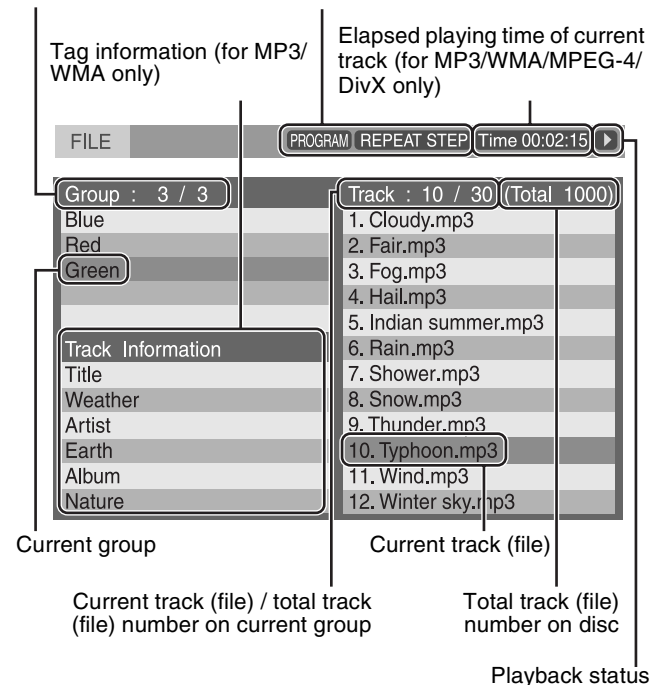 Tag information (for MP3/
WMA only)
Elapsed playing time of current
track (for MP3/WMA/MPEG-4/
DivX only)
FILE
PROGRAM REPEAT STEP Time 00:02:15
Group : 3 / 3
Blue
Red
Green
Track Information
Title
Weather
Artist
Earth
Album
Nature
Track : 10 / 30 (Total 1000)
1. Cloudy.mp3
2. Fair.mp3
3. Fog.mp3
4. Hail.mp3
5. Indian summer.mp3
6. Rain.mp3
7. Shower.mp3
8. Snow.mp3
9. Thunder.mp3
10. Typhoon.mp3
11. Wind.mp3
12. Winter sky.mp3
Current group
Current track (file)
Current track (file) / total track
(file) number on current group
Total track (file)
number on disc
Playback status